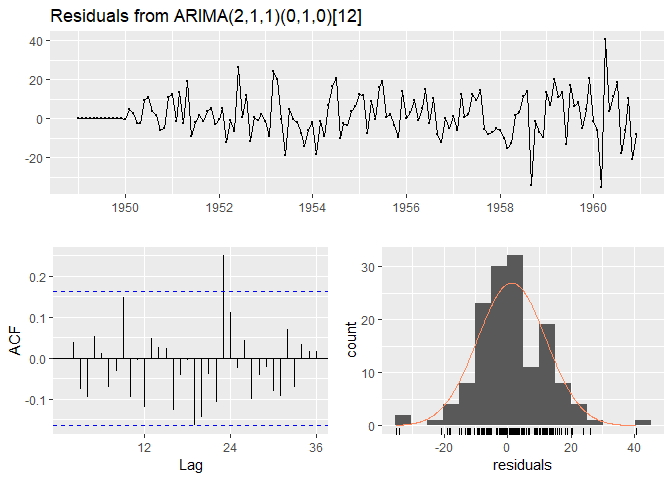 Residuals from ARIMA(2,1,1)(0,1,0)[12]
40
20
0
-20
1950 1952 1954 1956 1958 1960
0.2
0.1
0.0
-0.1
ACF
12 24 36
Lag
30
20
10
0
count
-20 0 20 40
residuals